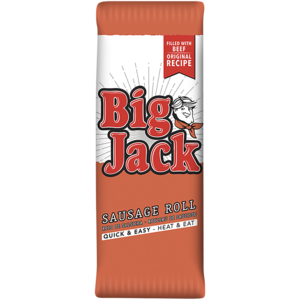 FILLED WITH
BEEF
ORIGINAL
RECIPE
Big
Jack
SAUSAGE ROLL
QUICK & EASY - HEAT & EAT